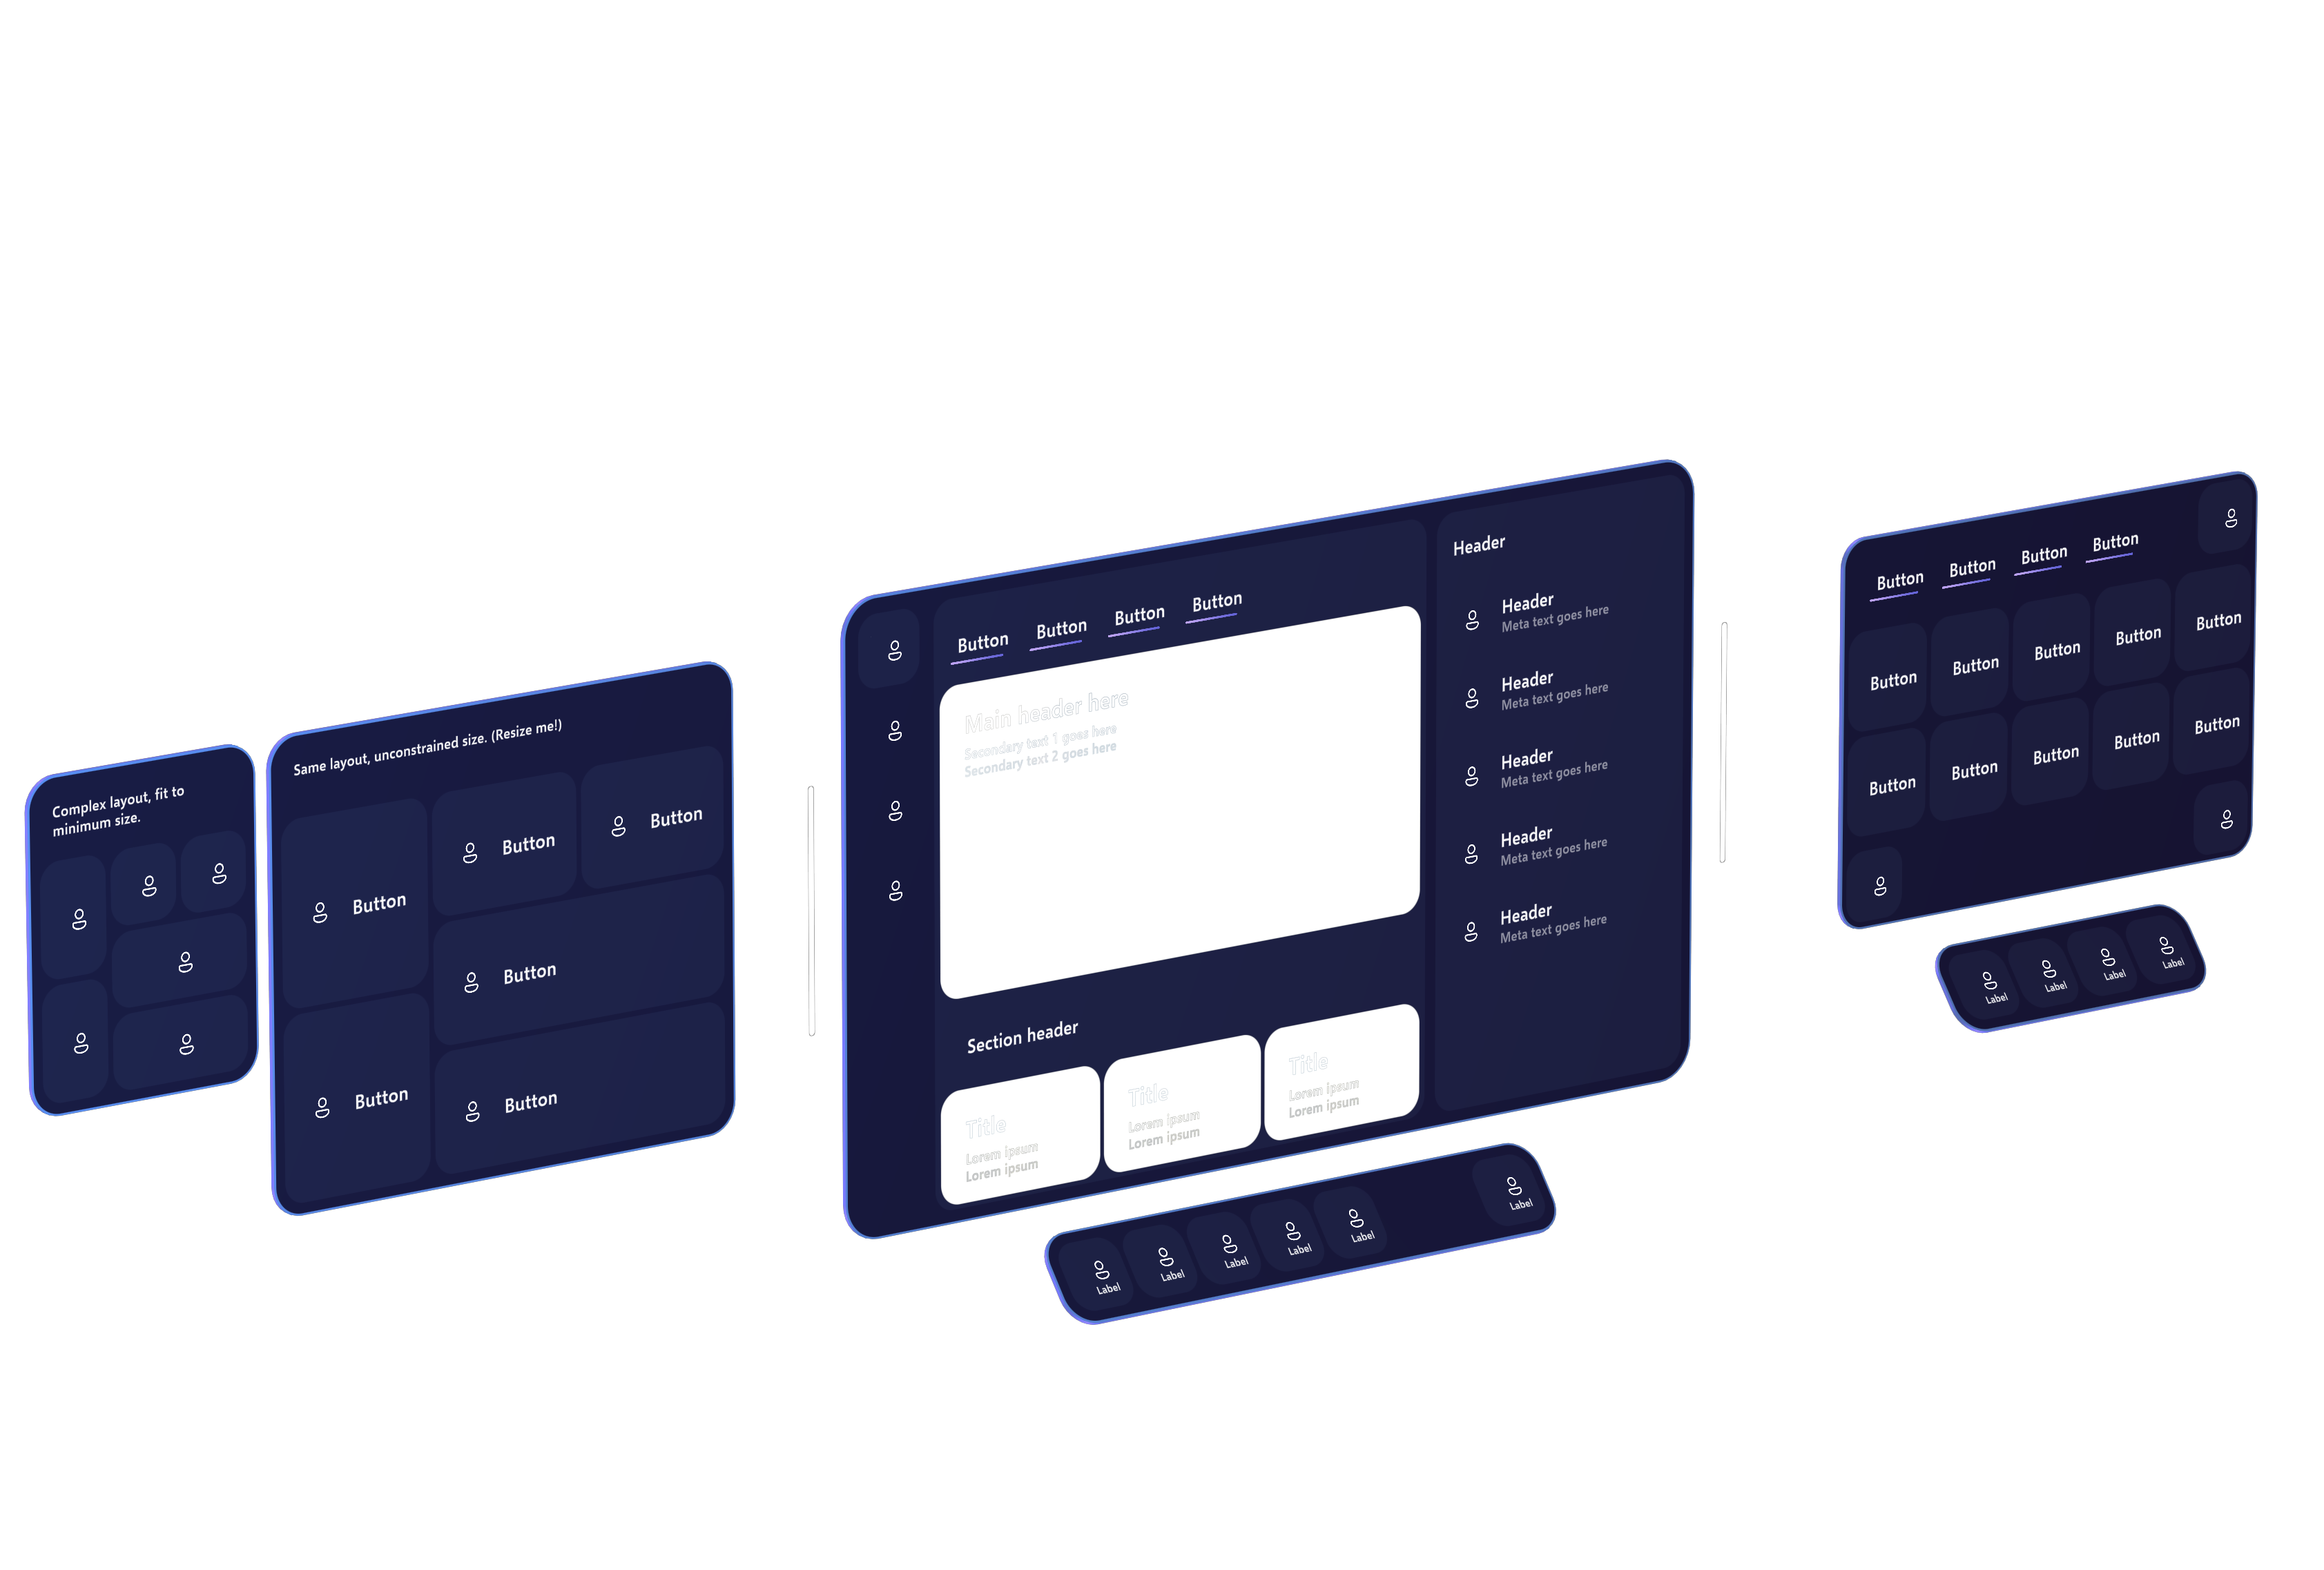 Complex layout, fit to
minimum size.
Same layout, unconstrained size. (Resize me!)
Button
Button
Button
Button
Button
Button
Button
Button
Button
Button
Main header here
Secondary text 1 goes here
Secondary text 2 goes here
Section header
Title
Lorem ipsum
Lorem ipsum
Title
Lorem ipsum
Lorem ipsum
Title
Lorem ipsum
Lorem ipsum
Header
Header
Meta text goes here
Header
Meta text goes here
Header
Meta text goes here
Header
Meta text goes here
Header
Meta text goes here
Label
Label
Label
Label
Label
Label
Button
Button
Button
Button
Button
Button
Button
Button
Button
Button
Button
Button
Button
Button
Label
Label
Label
Label